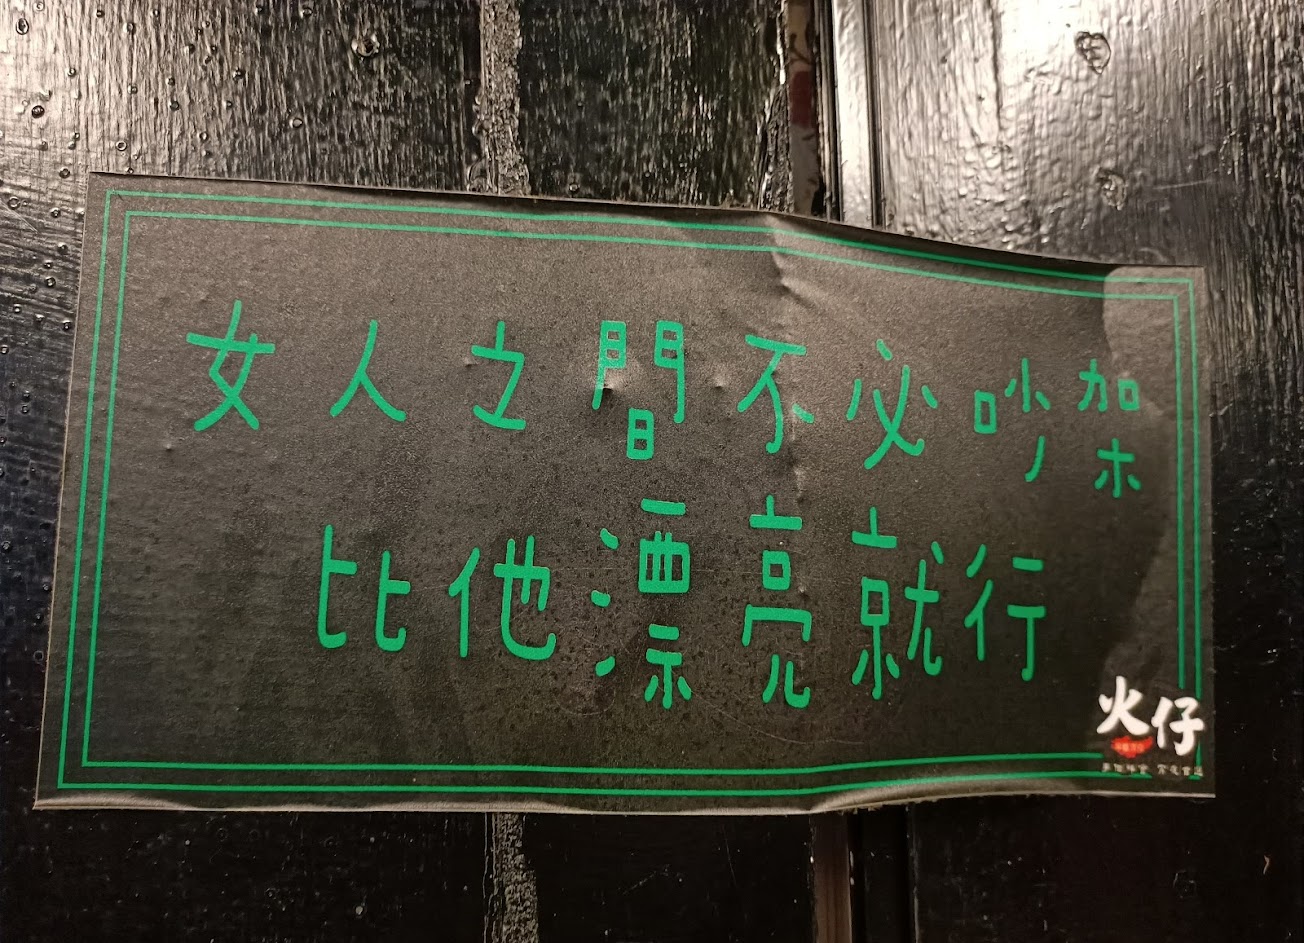 女人之間不必吵架
比他漂亮就行
火仔